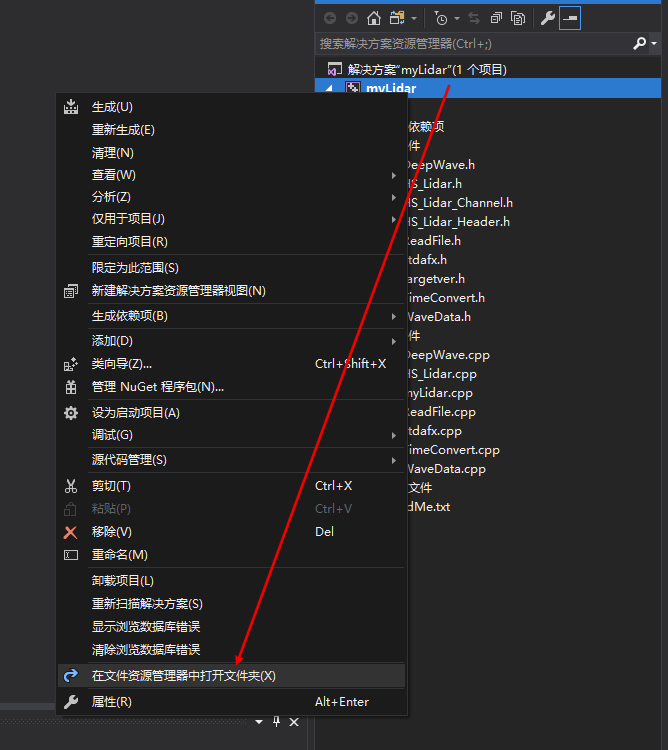 搜索解决方案资源管理器(Ctrl+;)
解决方案"myLidar"(1 个项目)
myLidar
生成(U)
重新生成(E)
清理(N)
查看(W)
分析(Z)
仅用于项目(J)
重定向项目(R)
限定为此范围(S)
新建解决方案资源管理器视图(N)
生成依赖项(B)
添加(D)
类向导(Z)... Ctrl+Shift+X
管理 NuGet 程序包(N)...
设为启动项目(A)
调试(G)
源代码管理(S)
剪切(T) Ctrl+X
粘贴(P) Ctrl+V
移除(V) Del
重命名(M)
卸载项目(L)
重新扫描解决方案(S)
显示浏览数据库错误
清除浏览数据库错误
在文件资源管理器中打开文件夹(X)
属性(R) Alt+Enter
依赖项
件
DeepWave.h
HS_Lidar.h
HS_Lidar_Channel.h
HS_Lidar_Header.h
ReadFile.h
tdafx.h
targetver.h
TimeConvert.h
WaveData.h
件
DeepWave.cpp
HS_Lidar.cpp
myLidar.cpp
ReadFile.cpp
tdafx.cpp
TimeConvert.cpp
WaveData.cpp
文件
dMe.txt